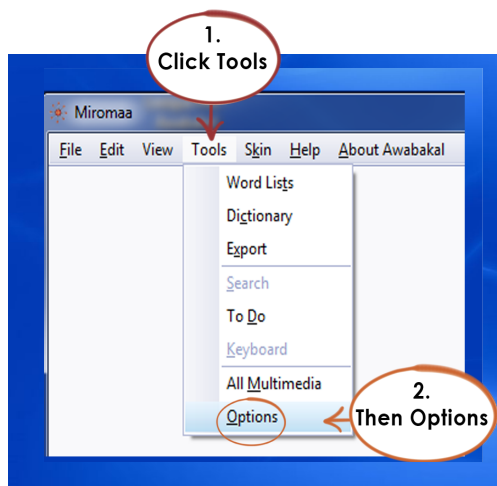 1.
Click Tools
Miromaa
File Edit View Tools Skin Help About Awabakal
Word Lists
Dictionary
Export
Search
To Do
Keyboard
All Multimedia
Options
2.
Then Options